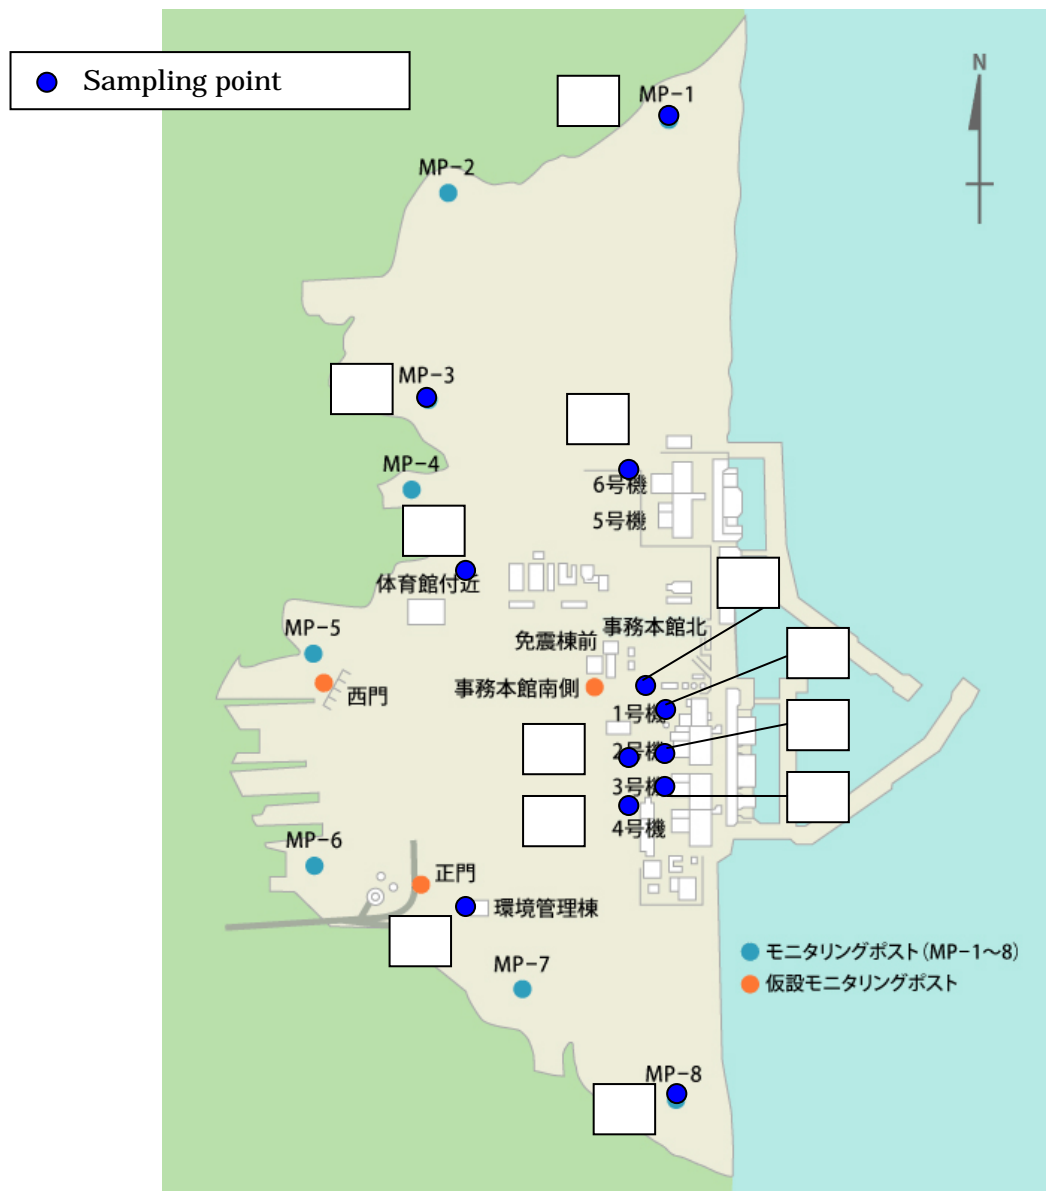 Sampling point
N
MP-1
MP-2
MP-3
MP-4
6号機
5号機
体育館付近
事務本館北
免震棟前
MP-5
西門
事務本館南側
1号機
2号機
3号機
4号機
MP-6
正門
環境管理棟
MP-7
モニタリングポスト(MP-1~8)
仮設モニタリングポスト
MP-8